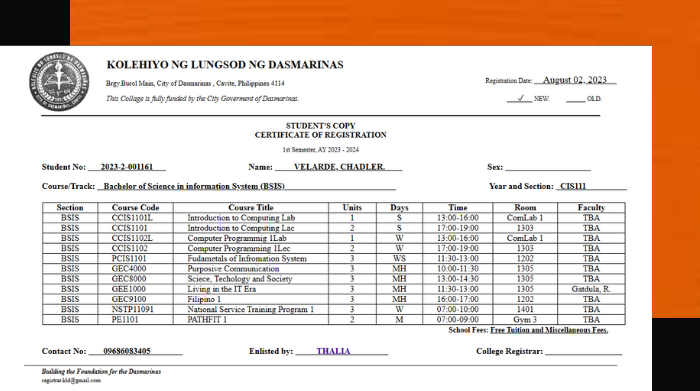 KOLEHIYO NG LUNGSOD NG DASMARINAS
Brgy.Burol Main, City of Dasmarinas , Cavite, Philippines 4114
This Collage is fully funded by the City Goverment of Dasmarinas.
Registration Date: August 02, 2023
✓ NEW. OLD.
STUDENT'S COPY
CERTIFICATE OF REGISTRATION
1st Semester, AY 2023 - 2024
Student No: 2023-2-001161 Name: VELARDE, CHADLER. Sex:
Course/Track: Bachelor of Science in information System (BSIS) Year and Section: CIS111
Section Course Code Cousre Title Units Days Time Room Faculty
BSIS CCIS1101L Introduction to Computing Lab 1 S 13:00-16:00 ComLab 1 TBA
BSIS CCIS1101 Introduction to Computing Lac 2 S 17:00-19:00 1303 TBA
BSIS CCIS1102L Computer Programming 1Lab 1 W 13:00-16:00 ComLab 1 TBA
BSIS CCIS1102 Computer Programming 1Lec 2 W 17:00-19:00 1303 TBA
BSIS PCIS1101 Fudametals of Infromation System 3 WS 11:30-13:00 1202 TBA
BSIS GEC4000 Purposive Communication 3 MH 10:00-11:30 1305 TBA
BSIS GEC8000 Sciece, Techology and Society 3 MH 13:00-14:30 1305 TBA
BSIS GEE1000 Living in the IT Era 3 MH 11:30-13:00 1305 Gatdula, R.
BSIS GEC9100 Filipino 1 3 MH 16:00-17:00 1202 TBA
BSIS NSTP11091 National Service Training Program 1 3 W 07:00-10:00 1401 TBA
BSIS PE1101 PATHFIT 1 2 M 07:00-09:00 Gym 3 TBA
School Fees: Free Tuition and Miscellaneous Fees.
Contact No: 09686083405 Enlisted by: THALIA College Registrar:
Building the Foundation for the Dasmarinas
registrar.kld@gmail.com